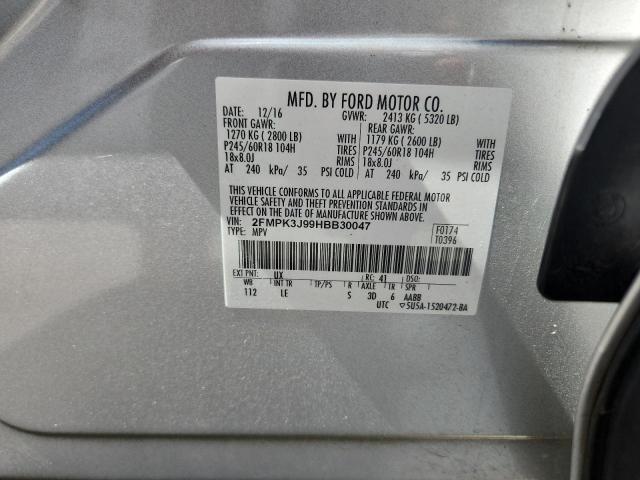 MFD. BY FORD MOTOR CO.
DATE: 12/16 GVWR: 2413 KG ( 5320 LB)
FRONT GAWR: REAR GAWR:
1270 KG ( 2800 LB) WITH 1179 KG ( 2600 LB) WITH
P245/60R18 104H TIRES P245/60R18 104H TIRES
18x8.0J RIMS 18x8.0J RIMS
AT 240 kPa/ 35 PSI COLD AT 240 kPa/ 35 PSI COLD
THIS VEHICLE CONFORMS TO ALL APPLICABLE FEDERAL MOTOR
VEHICLE SAFETY AND THEFT PREVENTION STANDARDS IN
EFFECT ON THE DATE OF MANUFACTURE SHOWN ABOVE.
VIN: 2FMPK3J99HBB30047 F0174
TYPE: MPV T0396
EXT PNT: UX RC: 41 DSO:
WB INT TR TP/PS R AXLE TR SPR
112 LE S 3D 6 AABB
UTC ▽5U5A-1520472-BA